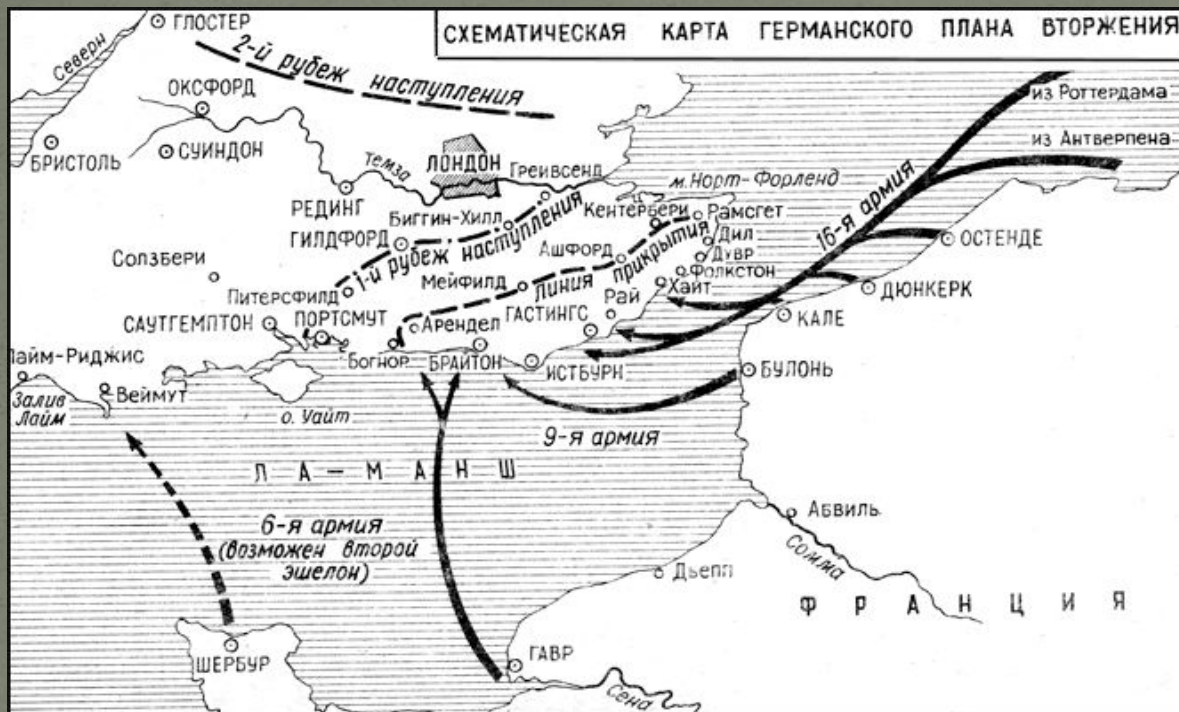 СХЕМАТИЧЕСКАЯ КАРТА ГЕРМАНСКОГО ПЛАНА ВТОРЖЕНИЯ
ГЛОСТЕР
Северн
2-й рубеж наступления
ОКСФОРД
из Роттердама
из Антверпена
БРИСТОЛЬ
СУИНДОН
Темза
ЛОНДОН
Грейвсенд
м. Норт-Форленд
РЕДИНГ
Биггин-Хилл
Кентербери
Рамсгет
16-я армия
ГИЛДФОРД
1-й рубеж наступления
Ашфорд
Дил
Дувр
ОСТЕНДЕ
Солзбери
Мейфилд
линия прикрытия
Фолкстон
Хайт
ДЮНКЕРК
Питерсфилд
Рай
САУТГЕМПТОН
ПОРТСМУТ
Арендел
ГАСТИНГС
КАЛЕ
Лайм-Риджис
Богнор
БРАЙТОН
ИСТБУРН
БУЛОНЬ
Веймут
Залив
Лайм
о. Уайт
9-я армия
ЛА-МАНШ
6-я армия
(возможен второй
эшелон)
Абвиль
Сомма
Дьепп
ФРАНЦИЯ
ШЕРБУР
ГАВР
Сена